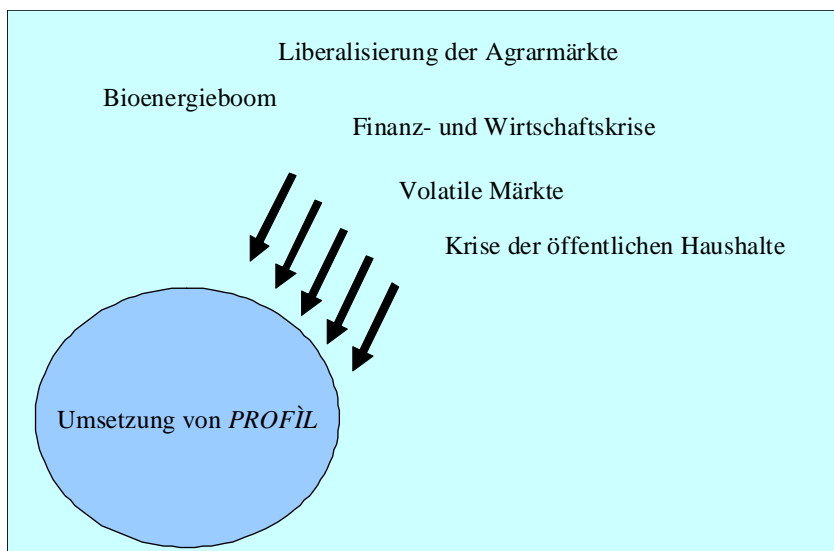 Liberalisierung der Agrarmärkte
Bioenergieboom
Finanz- und Wirtschaftskrise
Volatile Märkte
Krise der öffentlichen Haushalte
Umsetzung von PROFÌL